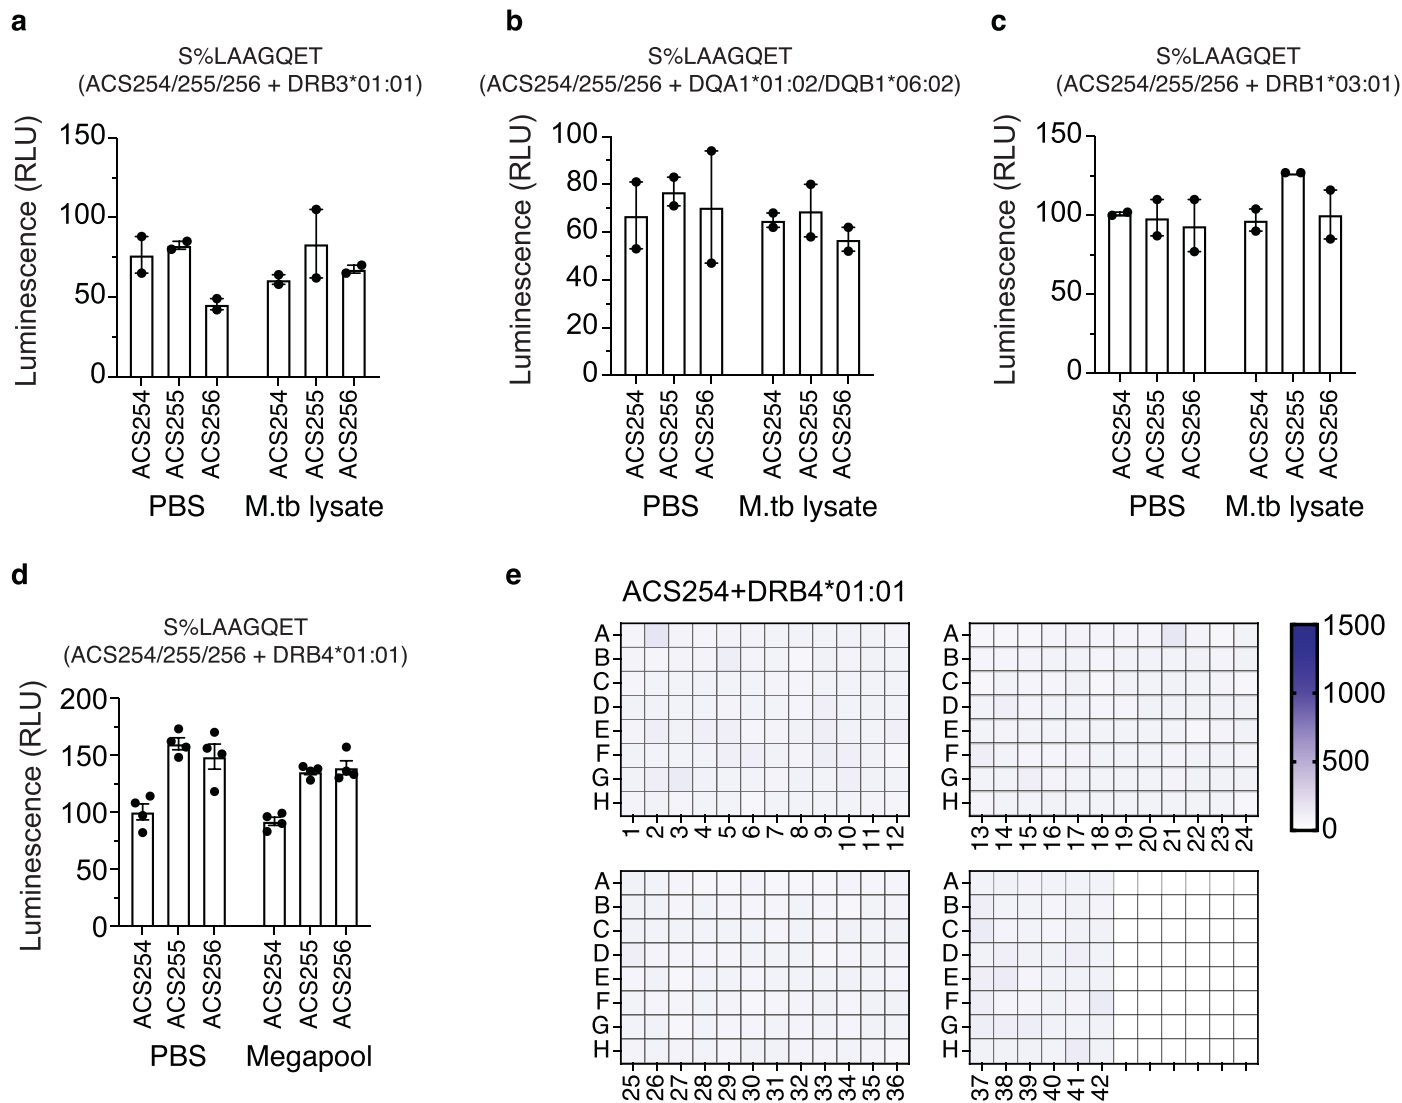 a
S%LAAGQET
(ACS254/255/256 + DRB3*01:01)
Luminescence (RLU)
150
100
50
0
ACS254
ACS255
ACS256
ACS254
ACS255
ACS256
PBS
M.tb lysate
b
S%LAAGQET
(ACS254/255/256 + DQA1*01:02/DQB1*06:02)
Luminescence (RLU)
100
80
60
40
20
0
ACS254
ACS255
ACS256
ACS254
ACS255
ACS256
PBS
M.tb lysate
c
S%LAAGQET
(ACS254/255/256 + DRB1*03:01)
Luminescence (RLU)
150
100
50
0
ACS254
ACS255
ACS256
ACS254
ACS255
ACS256
PBS
M.tb lysate
d
S%LAAGQET
(ACS254/255/256 + DRB4*01:01)
Luminescence (RLU)
200
150
100
50
0
ACS254
ACS255
ACS256
ACS254
ACS255
ACS256
PBS
Megapool
e
ACS254+DRB4*01:01
A
B
C
D
E
F
G
H
1 2 3 4 5 6 7 8 9 10 11 12
A
B
C
D
E
F
G
H
13 14 15 16 17 18 19 20 21 22 23 24
1500
1000
500
0
A
B
C
D
E
F
G
H
25 26 27 28 29 30 31 32 33 34 35 36
A
B
C
D
E
F
G
H
37 38 39 40 41 42